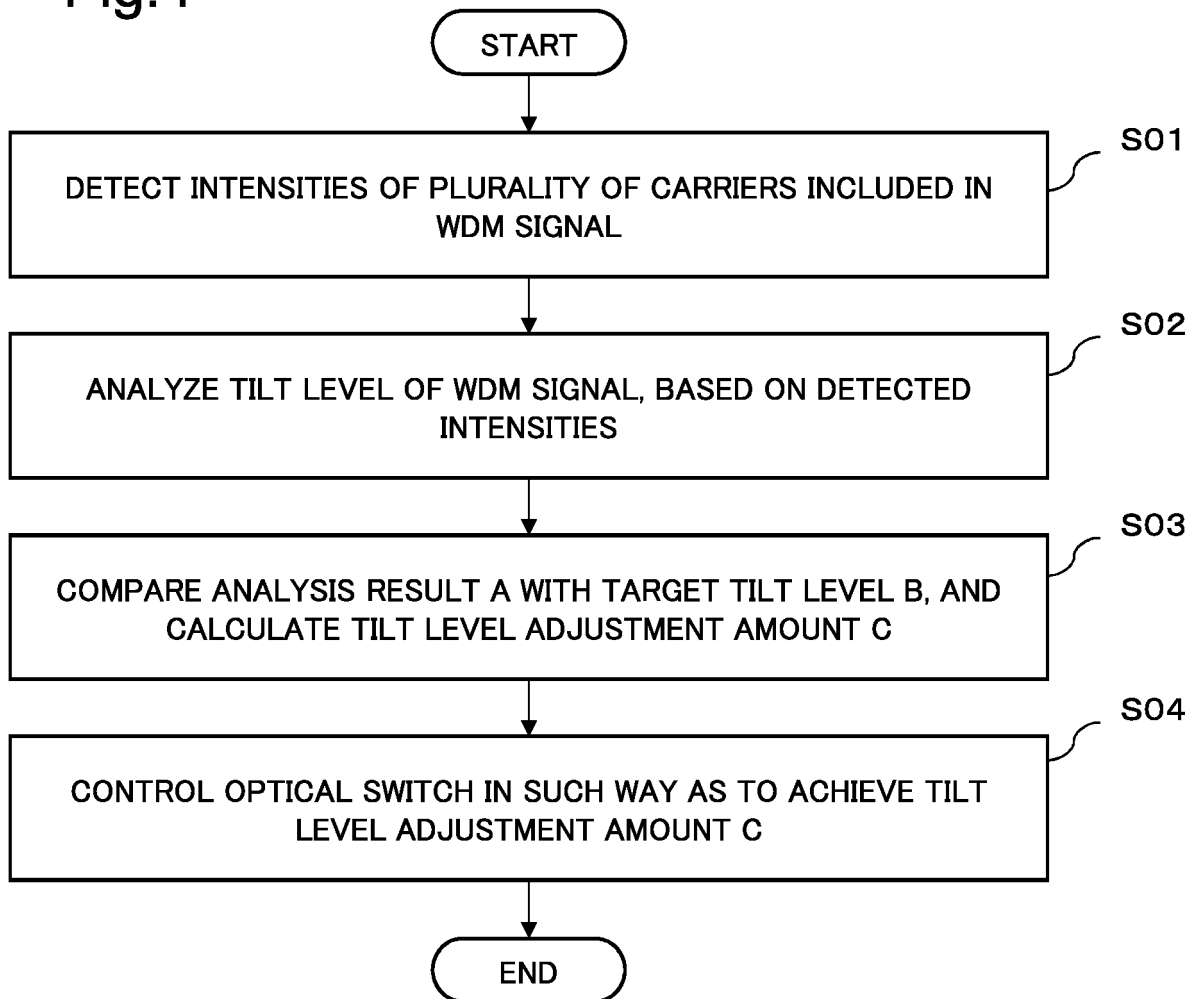 Fig.
START
S01
DETECT INTENSITIES OF PLURALITY OF CARRIERS INCLUDED IN
WDM SIGNAL
S02
ANALYZE TILT LEVEL OF WDM SIGNAL, BASED ON DETECTED
INTENSITIES
S03
COMPARE ANALYSIS RESULT A WITH TARGET TILT LEVEL B, AND
CALCULATE TILT LEVEL ADJUSTMENT AMOUNT C
S04
CONTROL OPTICAL SWITCH IN SUCH WAY AS TO ACHIEVE TILT
LEVEL ADJUSTMENT AMOUNT C
END